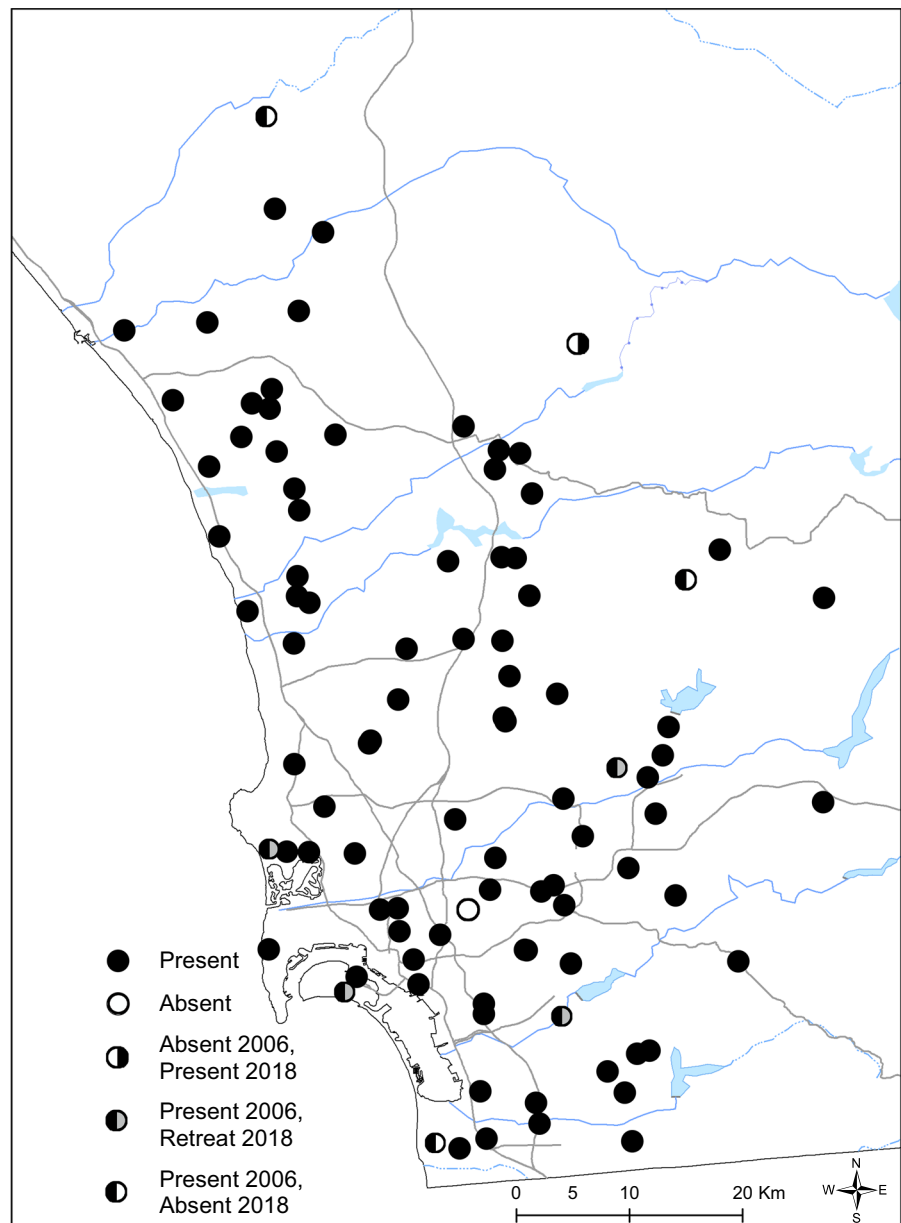 Present
Absent
Absent 2006,
Present 2018
Present 2006,
Retreat 2018
Present 2006,
Absent 2018
N
W E
S
0 5 10 20 Km